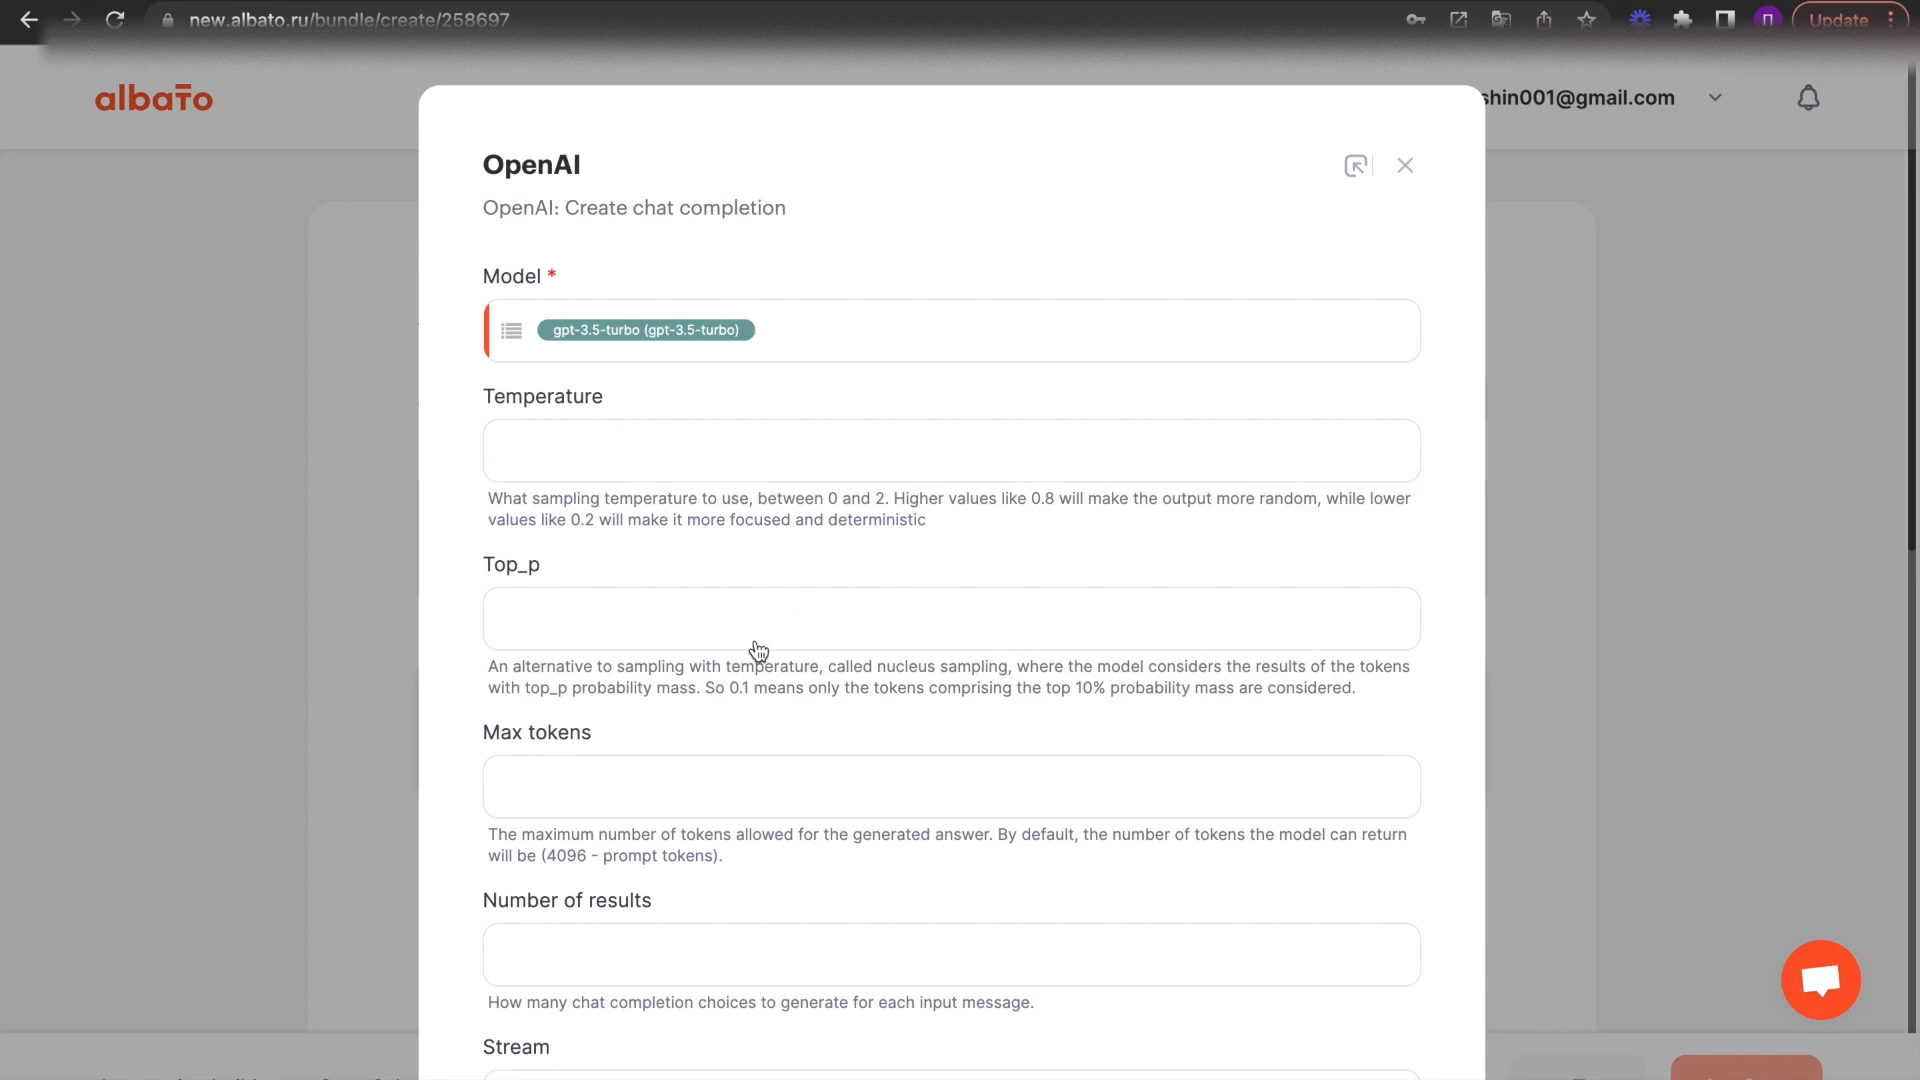 new.albato.ru/bundle/create/258697
П
Update
albato
shin001@gmail.com
OpenAI
OpenAI: Create chat completion
Model *
gpt-3.5-turbo (gpt-3.5-turbo)
Temperature
What sampling temperature to use, between 0 and 2. Higher values like 0.8 will make the output more random, while lower
values like 0.2 will make it more focused and deterministic
Top_p
An alternative to sampling with temperature, called nucleus sampling, where the model considers the results of the tokens
with top_p probability mass. So 0.1 means only the tokens comprising the top 10% probability mass are considered.
Max tokens
The maximum number of tokens allowed for the generated answer. By default, the number of tokens the model can return
will be (4096 - prompt tokens).
Number of results
How many chat completion choices to generate for each input message.
Stream